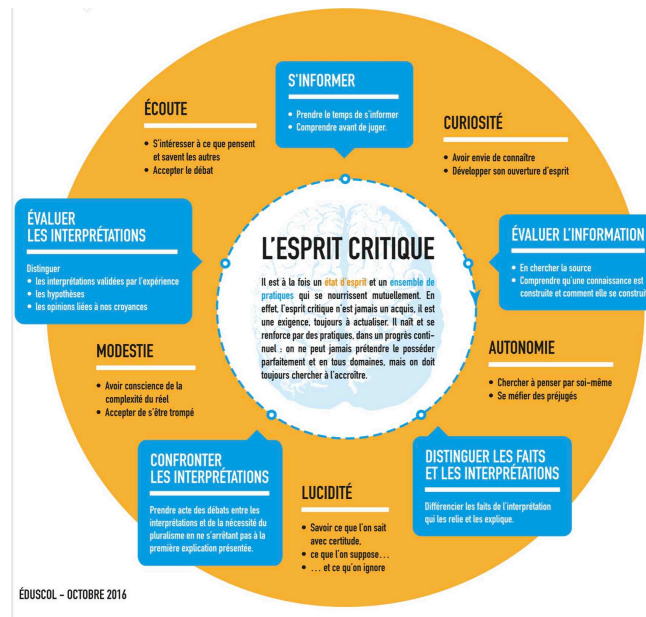 S'INFORMER
• Prendre le temps de s'informer
• Comprendre avant de juger.
CURIOSITÉ
• Avoir envie de connaître
• Développer son ouverture d'esprit
ÉVALUER L'INFORMATION
• En chercher la source
• Comprendre qu'une connaissance est
construite et comment elle se construit
AUTONOMIE
• Chercher à penser par soi-même
• Se méfier des préjugés
DISTINGUER LES FAITS
ET LES INTERPRÉTATIONS
Différencier les faits de l'interprétation
qui les relie et les explique.
LUCIDITÉ
• Savoir ce que l'on sait
avec certitude,
• ce que l'on suppose...
• ... et ce qu'on ignore
CONFRONTER
LES INTERPRÉTATIONS
Prendre acte des débats entre les
interprétations et de la nécessité du
pluralisme en ne s'arrêtant pas à la
première explication présentée.
MODESTIE
• Avoir conscience de la
complexité du réel
• Accepter de s'être trompé
ÉVALUER
LES INTERPRÉTATIONS
Distinguer
• les interprétations validées par l'expérience
• les hypothèses
• les opinions liées à nos croyances
ÉCOUTE
• S'intéresser à ce que pensent
et savent les autres
• Accepter le débat
L'ESPRIT CRITIQUE
Il est à la fois un état d'esprit et un ensemble de
pratiques qui se nourrissent mutuellement. En
effet, l'esprit critique n'est jamais un acquis, il est
une exigence, toujours à actualiser. Il naît et se
renforce par des pratiques, dans un progrès conti-
nuel : on ne peut jamais prétendre le posséder
parfaitement et en tous domaines, mais on doit
toujours chercher à l'accroître.
ÉDUSCOL - OCTOBRE 2016